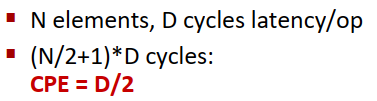 ▪ N elements, D cycles latency/op
▪ (N/2+1)*D cycles:
CPE = D/2